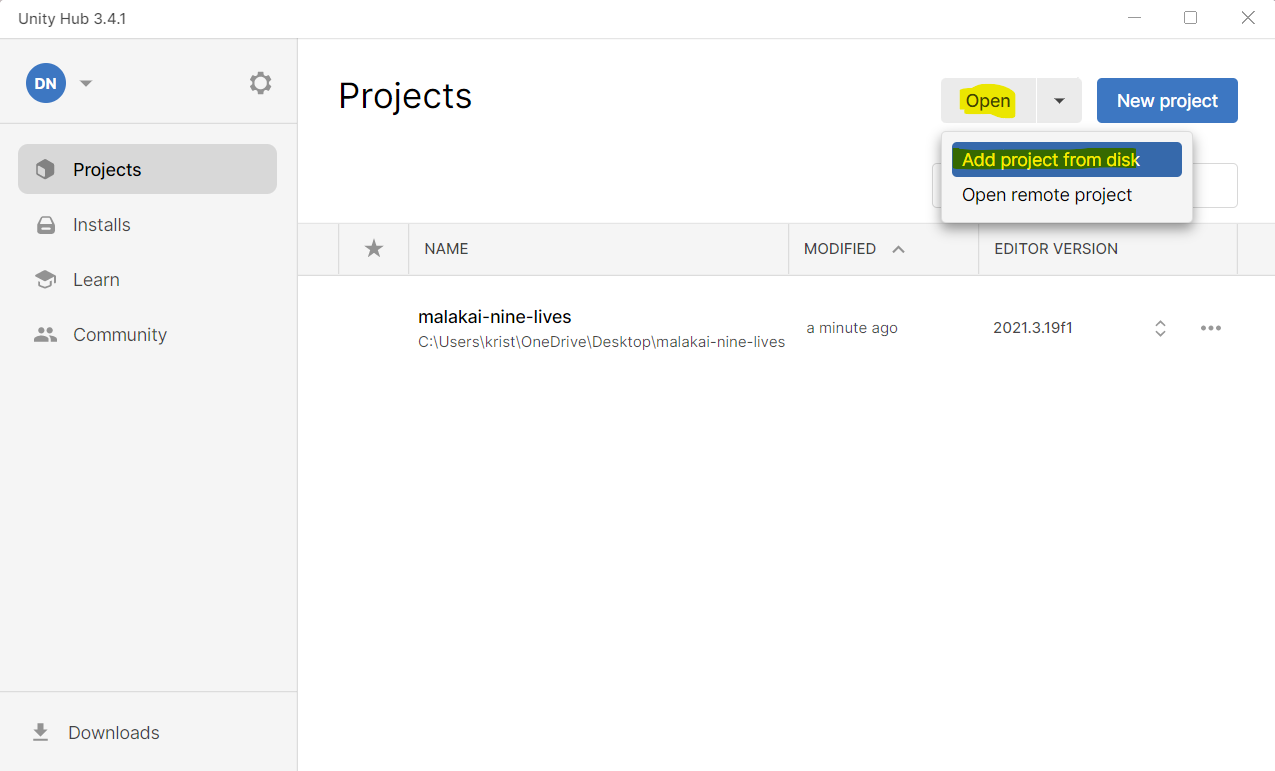 Unity Hub 3.4.1
DN
Projects
Installs
Learn
Community
Downloads
Projects
Open
New project
Add project from disk
Open remote project
NAME
MODIFIED
EDITOR VERSION
malakai-nine-lives
C:\Users\krist\OneDrive\Desktop\malakai-nine-lives
a minute ago
2021.3.19f1